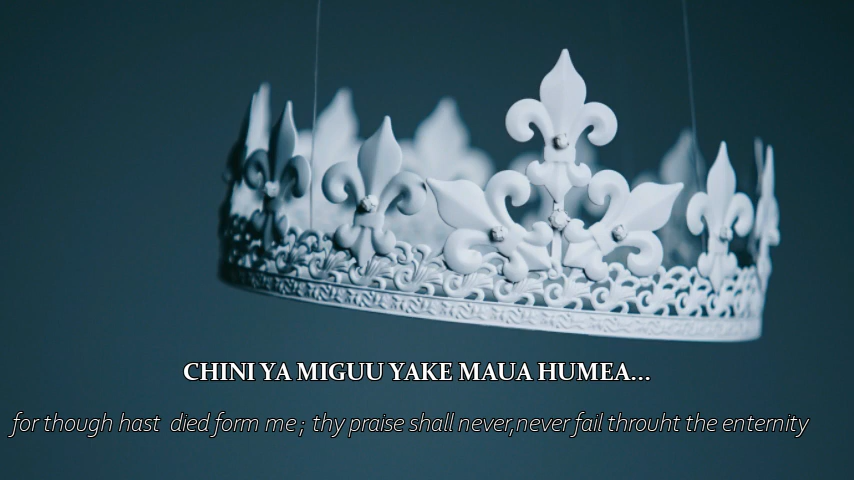 CHINI YA MIGUU YAKE MAUA HUMEA...
for though hast died form me ; thy praise shall never,never fail throuht the enternity